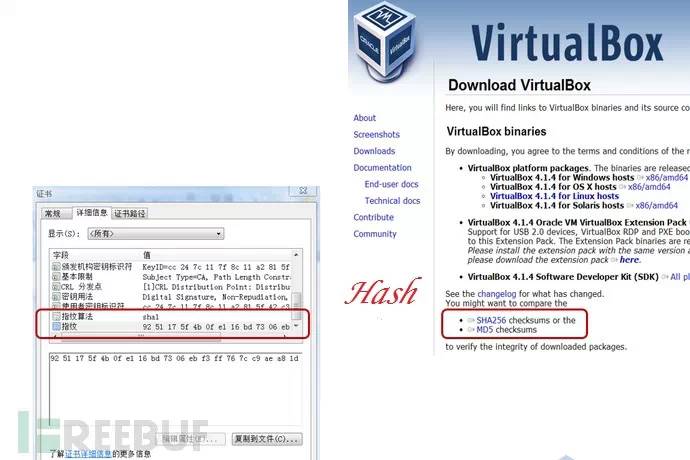 证书
常规 详细信息 证书路径
显示(S): <所有>
字段 值
颁发机构密钥标识符 KeyID=cc 24 7c 11 7f 8c 11 a2 81 5f
基本限制 Subject Type=CA, Path Length Constr
CRL 分发点 [1]CRL Distribution Point: Distr
密钥用法 Digital Signature, Non-Repudiation,
使用者密钥标识符
指纹算法 sha1
指纹 92 51 17 5f 4b 0f e1 16 bd 73 06 eb
92 51 17 5f 4b 0f e1 16 bd 73 06 eb f3 ff 76 7c c9 ae a8 1d
编辑属性(E)... 复制到文件(C)...
了解证书详细信息的更多信息
REEBUF
Hash
VirtualBox
Download VirtualBox
Here, you will find links to VirtualBox binaries and its source co
About
Screenshots
Downloads
Documentation
End-user docs
Technical docs
Contribute
Community
VirtualBox binaries
By downloading, you agree to the terms and conditions of the r
• VirtualBox platform packages. The binaries are released
• VirtualBox 4.1.4 for Windows hosts x86/amd64
• VirtualBox 4.1.4 for OS X hosts x86/amd64
• VirtualBox 4.1.4 for Linux hosts
• VirtualBox 4.1.4 for Solaris hosts x86/amd64
• VirtualBox 4.1.4 Oracle VM VirtualBox Extension Pack
Support for USB 2.0 devices, VirtualBox RDP and PXE boo
to this Extension Pack. The Extension Pack binaries are re
Please install the extension pack with the same version a
please download the extension pack here.
• VirtualBox 4.1.4 Software Developer Kit (SDK) All pl
See the changelog for what has changed.
You might want to compare the
• SHA256 checksums or the
• MD5 checksums
to verify the integrity of downloaded packages.